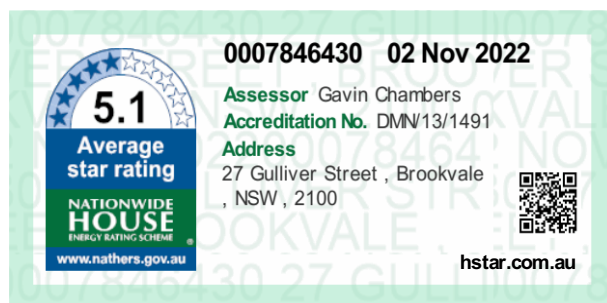 0007846430 02 Nov 2022
5.1
Average
star rating
NATIONWIDE
HOUSE
ENERGY RATING SCHEME
®
www.nathers.gov.au
Assessor Gavin Chambers
Accreditation No. DMN/13/1491
Address
27 Gulliver Street , Brookvale
, NSW , 2100
hstar.com.au